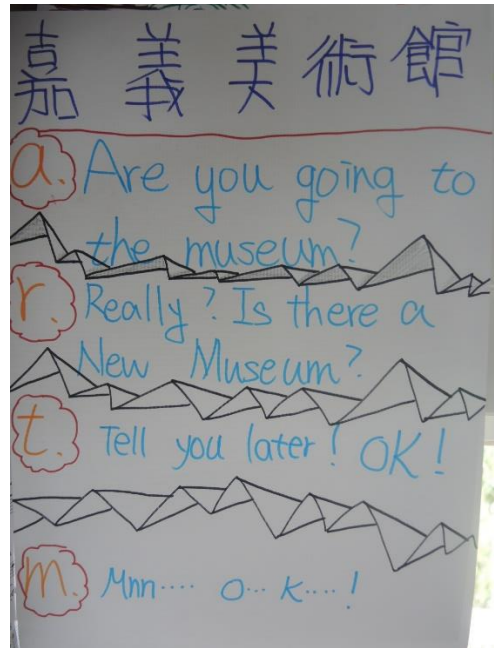 嘉義美術館
a. Are you going to
the museum?
r. Really? Is there a
New Museum?
t. Tell you later! OK!
m. Mnn.... O... K....!